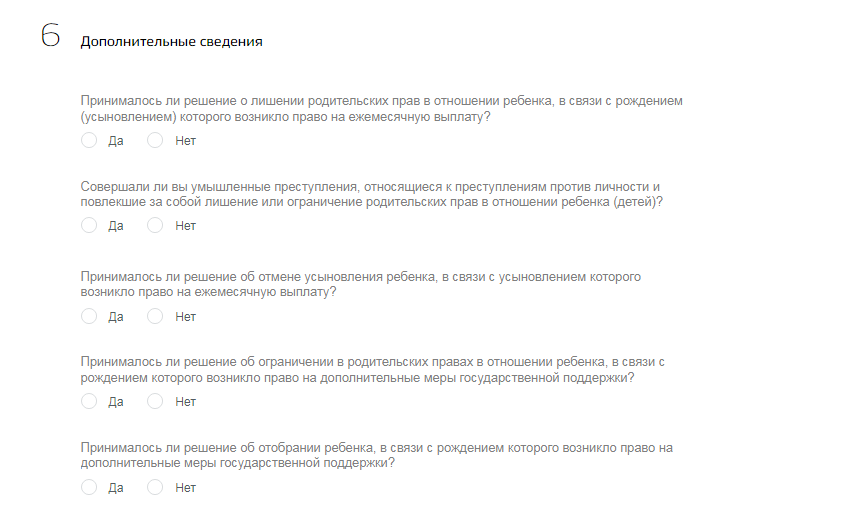 6 Дополнительные сведения
Принималось ли решение о лишении родительских прав в отношении ребенка, в связи с рождением
(усыновлением) которого возникло право на ежемесячную выплату?
Да Нет
Совершали ли вы умышленные преступления, относящиеся к преступлениям против личности и
повлекшие за собой лишение или ограничение родительских прав в отношении ребенка (детей)?
Да Нет
Принималось ли решение об отмене усыновления ребенка, в связи с усыновлением которого
возникло право на ежемесячную выплату?
Да Нет
Принималось ли решение об ограничении в родительских правах в отношении ребенка, в связи с
рождением которого возникло право на дополнительные меры государственной поддержки?
Да Нет
Принималось ли решение об отобрании ребенка, в связи с рождением которого возникло право на
дополнительные меры государственной поддержки?
Да Нет